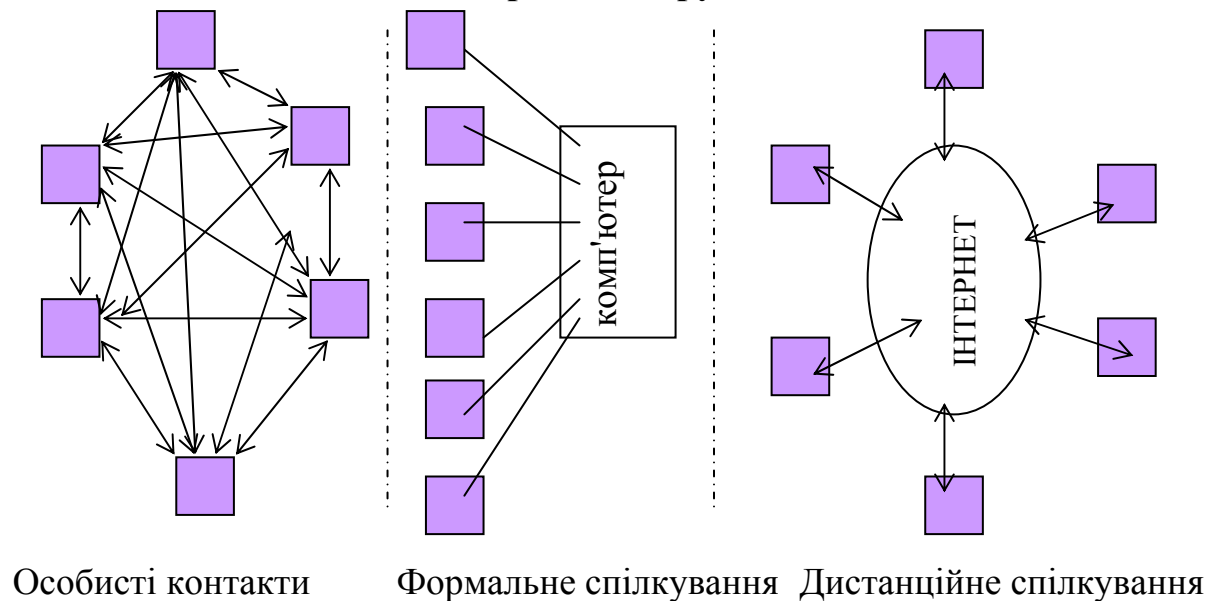 комп'ютер
ІНТЕРНЕТ
Особисті контакти
Формальне спілкування
Дистанційне спілкування